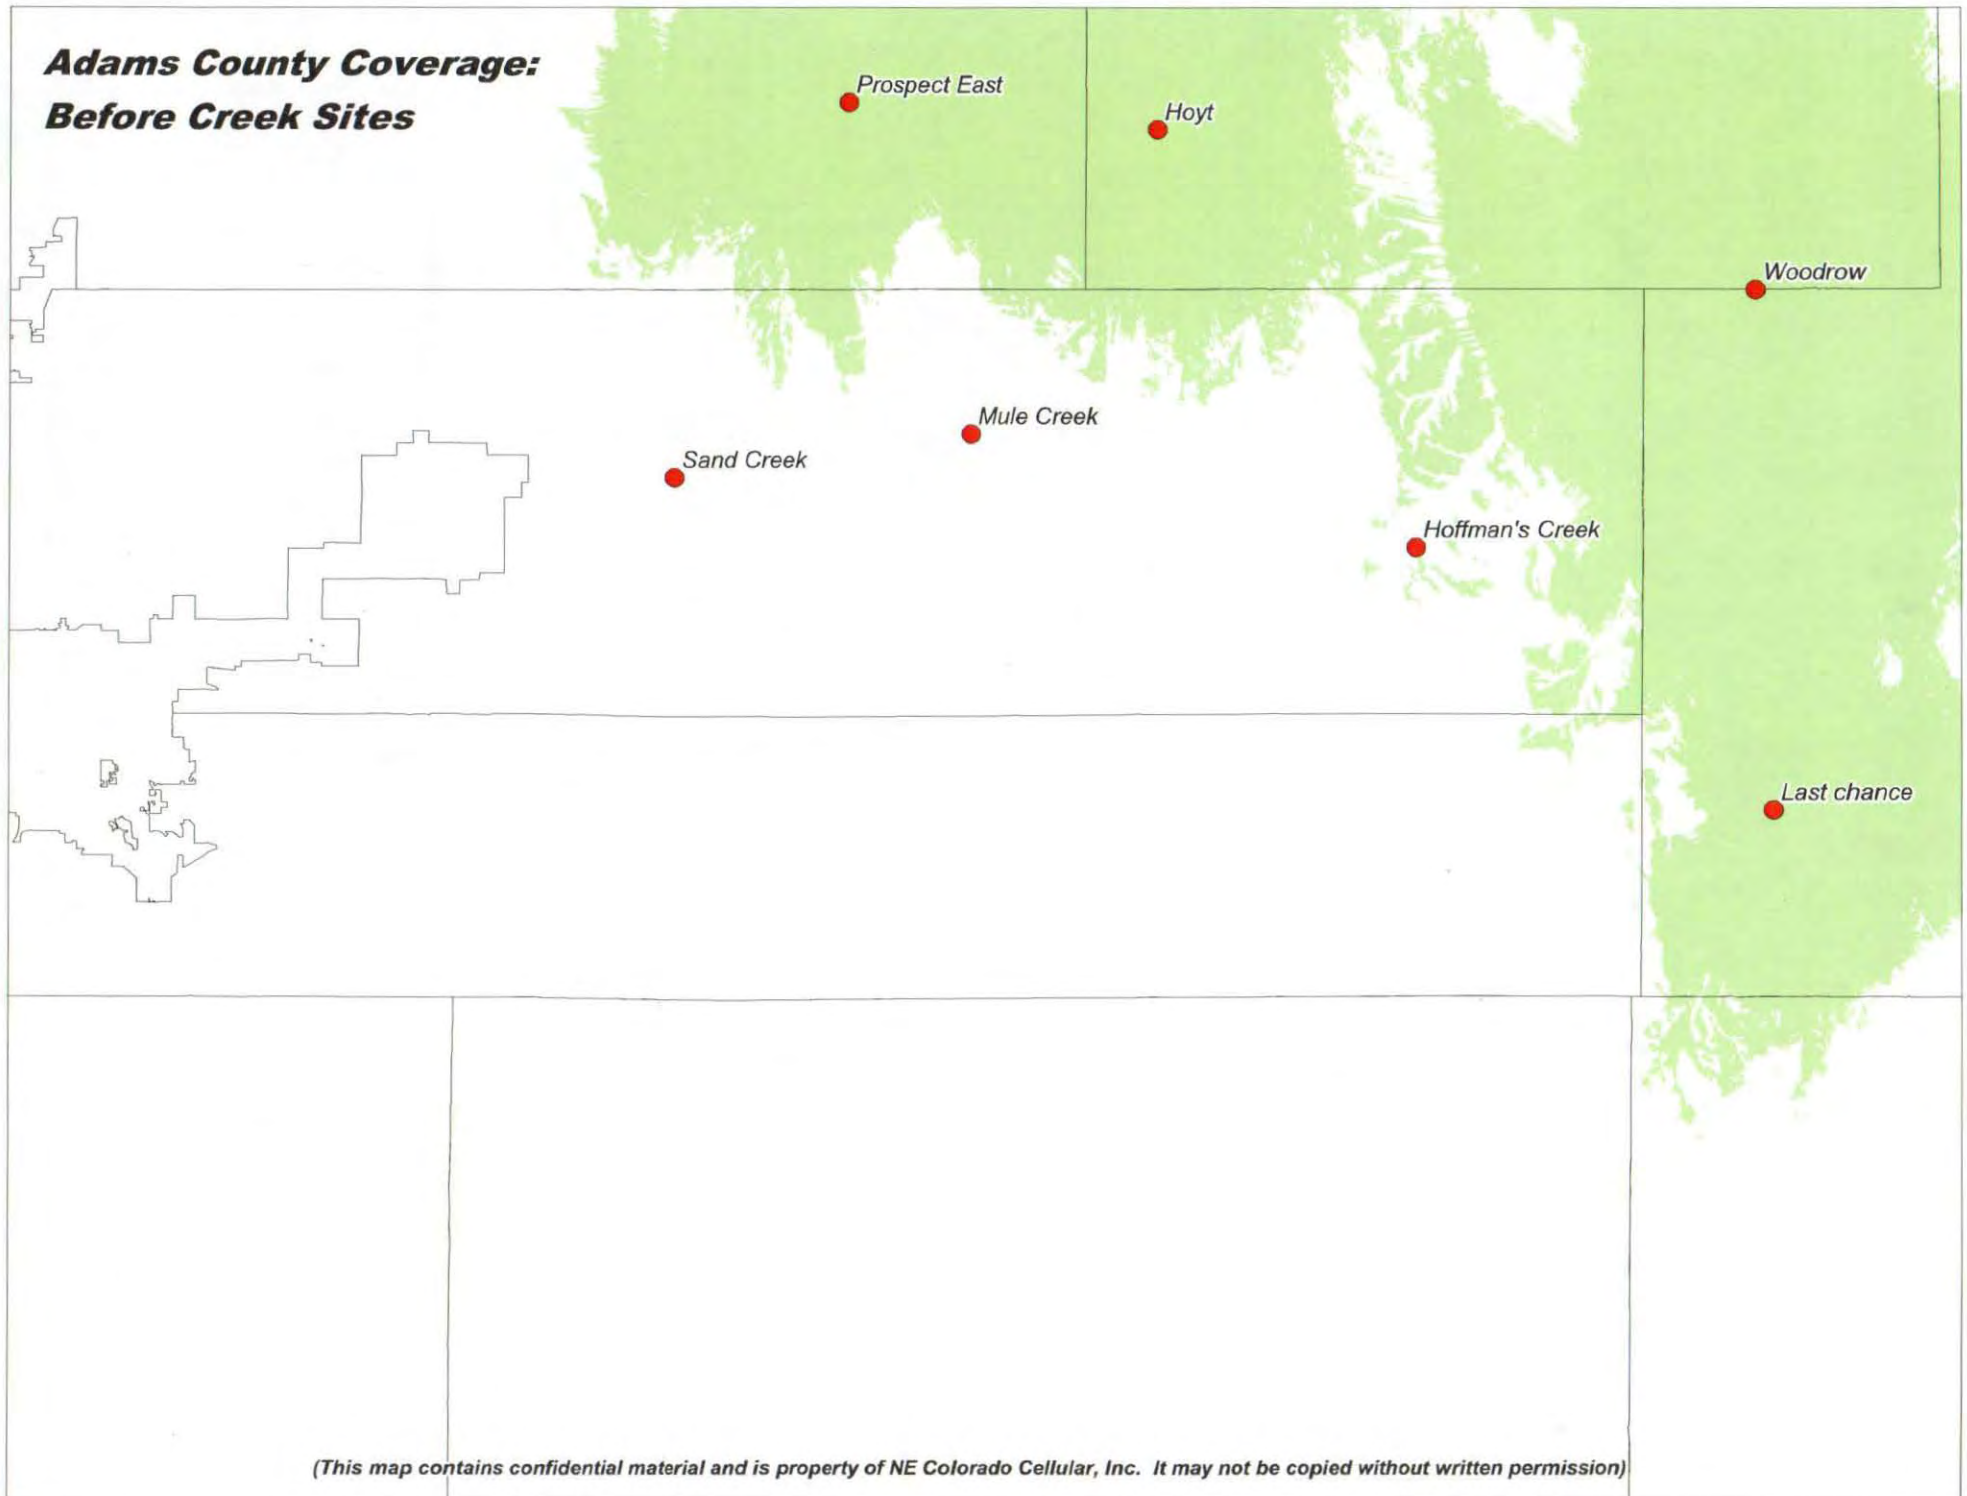 Adams County Coverage:
Before Creek Sites
Prospect East
Hoyt
Woodrow
Mule Creek
Sand Creek
Hoffman's Creek
Last chance
(This map contains confidential material and is property of NE Colorado Cellular, Inc. It may not be copied without written permission)